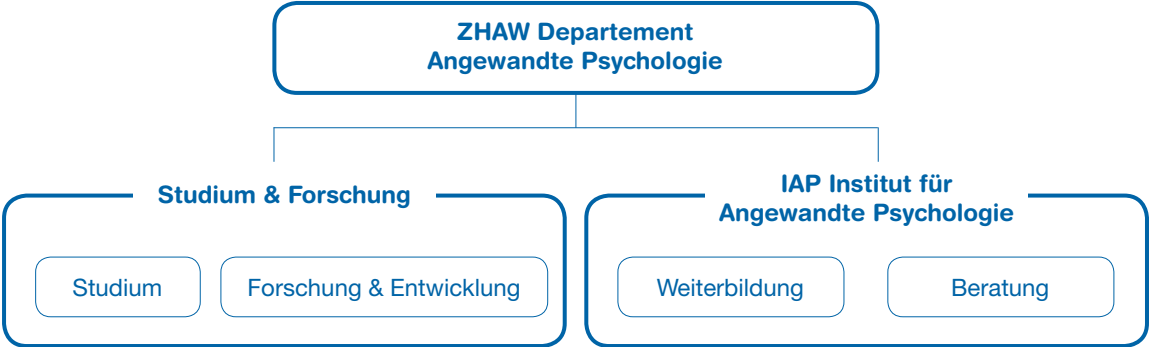 ZHAW Departement
Angewandte Psychologie
Studium & Forschung
Studium
Forschung & Entwicklung
IAP Institut für
Angewandte Psychologie
Weiterbildung
Beratung